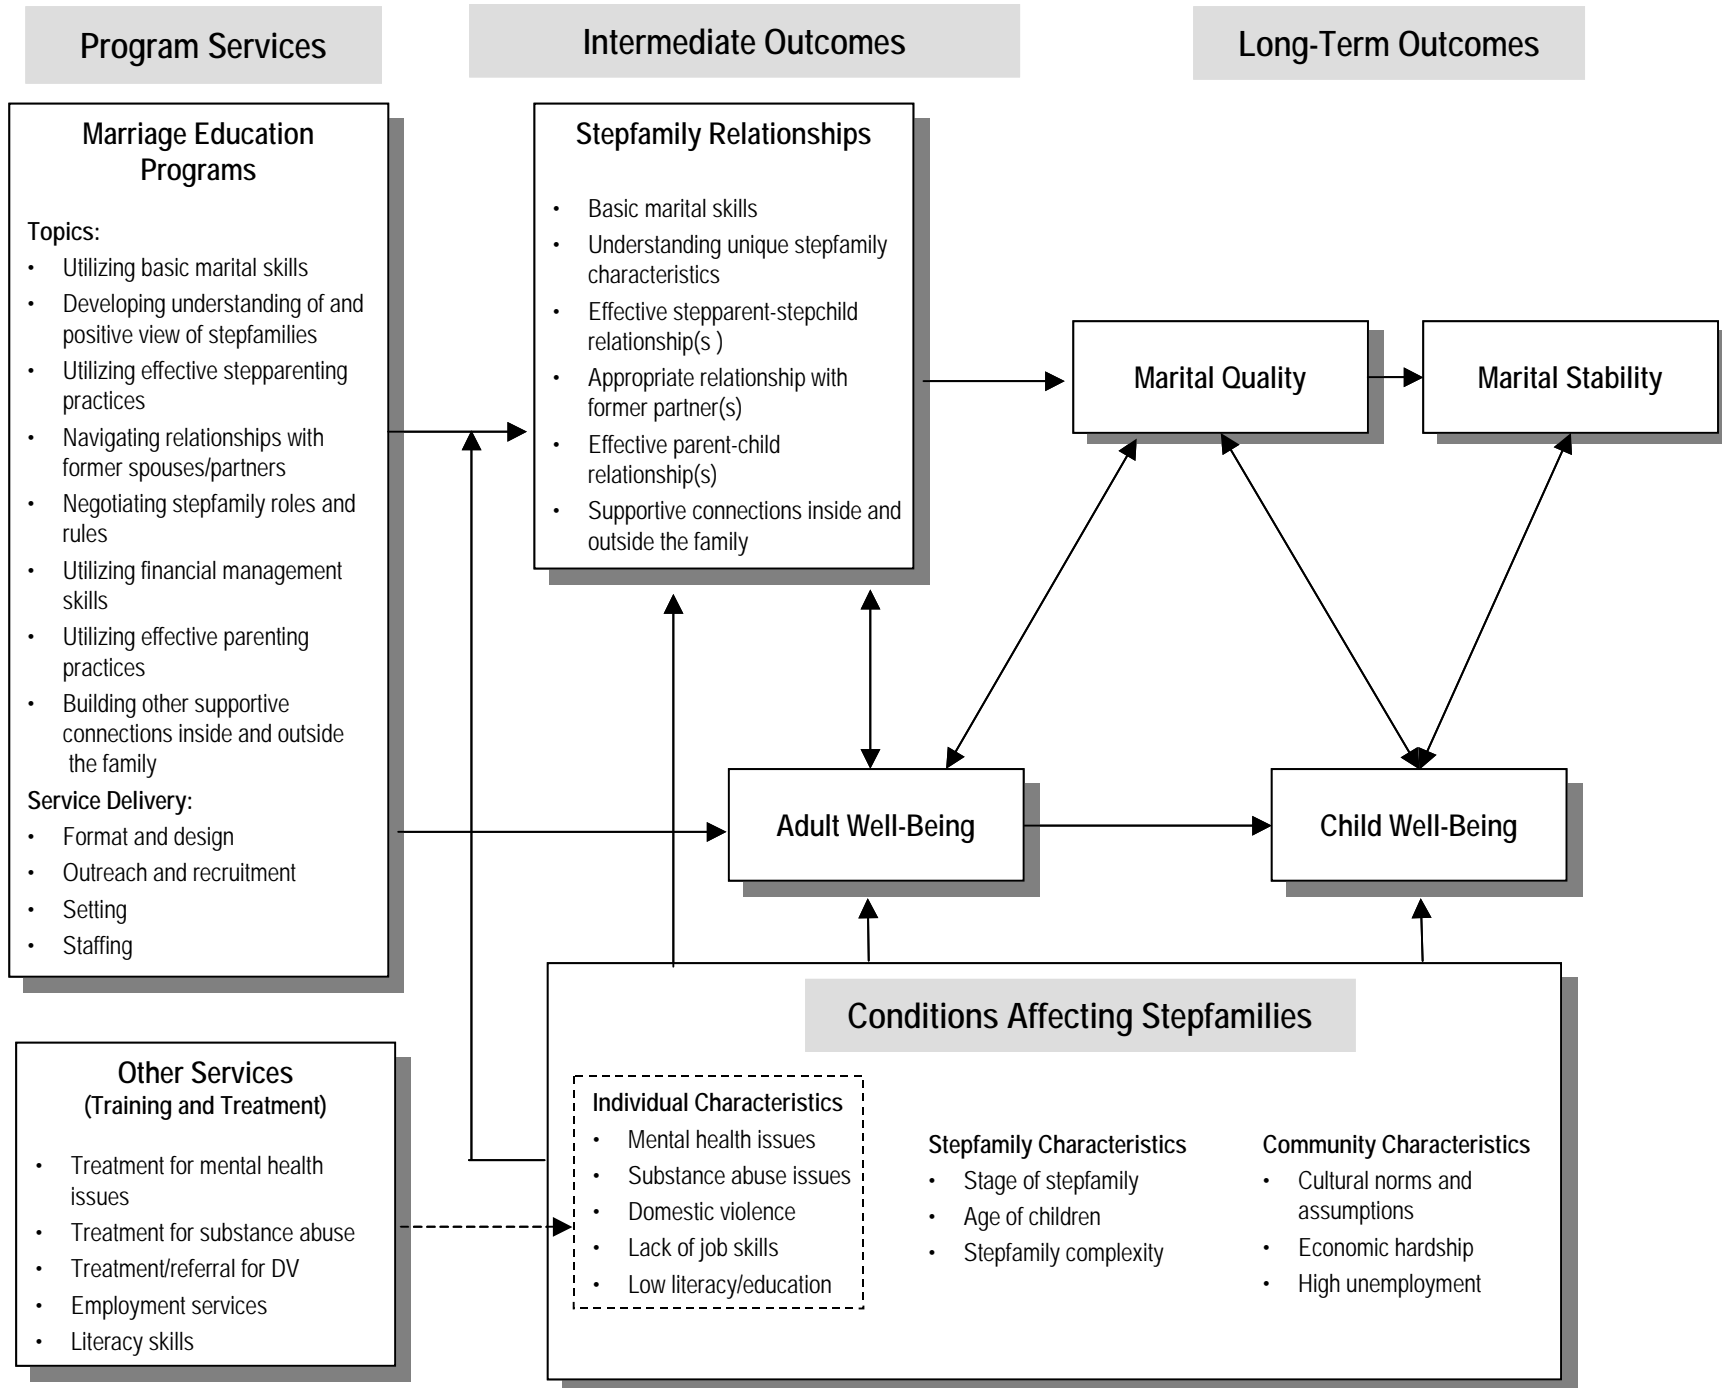 Program Services
Intermediate Outcomes
Long-Term Outcomes
Marriage Education
Programs
Topics:
• Utilizing basic marital skills
• Developing understanding of and
positive view of stepfamilies
• Utilizing effective stepparenting
practices
• Navigating relationships with
former spouses/partners
• Negotiating stepfamily roles and
rules
• Utilizing financial management
skills
• Utilizing effective parenting
practices
• Building other supportive
connections inside and outside
the family
Service Delivery:
• Format and design
• Outreach and recruitment
• Setting
• Staffing
Stepfamily Relationships
• Basic marital skills
• Understanding unique stepfamily
characteristics
• Effective stepparent-stepchild
relationship(s )
• Appropriate relationship with
former partner(s)
• Effective parent-child
relationship(s)
• Supportive connections inside and
outside the family
Marital Quality
Marital Stability
Adult Well-Being
Child Well-Being
Other Services
(Training and Treatment)
• Treatment for mental health
issues
• Treatment for substance abuse
• Treatment/referral for DV
• Employment services
• Literacy skills
Conditions Affecting Stepfamilies
Individual Characteristics
• Mental health issues
• Substance abuse issues
• Domestic violence
• Lack of job skills
• Low literacy/education
Stepfamily Characteristics
• Stage of stepfamily
• Age of children
• Stepfamily complexity
Community Characteristics
• Cultural norms and
assumptions
• Economic hardship
• High unemployment